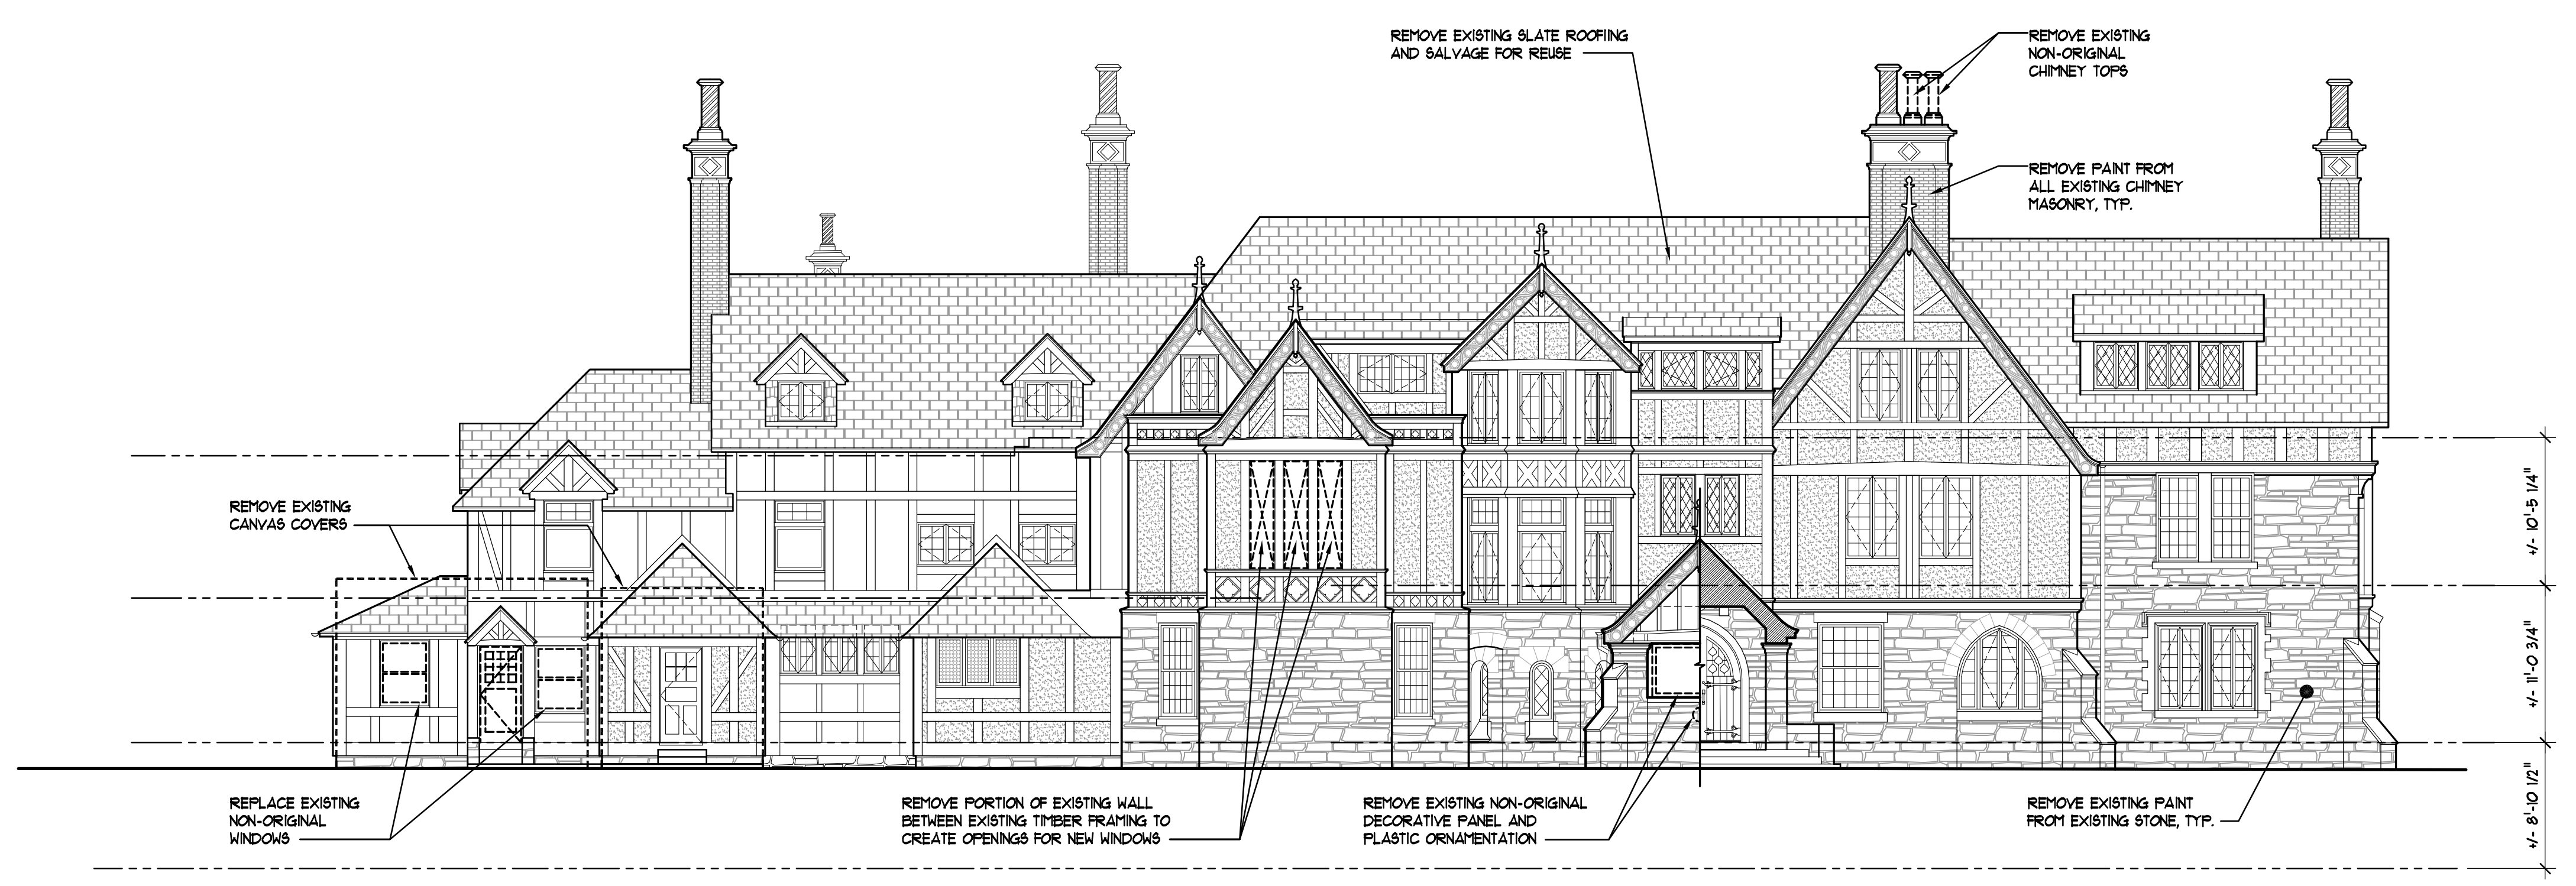 REMOVE EXISTING SLATE ROOFIING
AND SALVAGE FOR REUSE
REMOVE EXISTING
NON-ORIGINAL
CHIMNEY TOPS
REMOVE PAINT FROM
ALL EXISTING CHIMNEY
MASONRY, TYP.
REMOVE EXISTING
CANVAS COVERS
+/- 10'-5 1/4"
+/- 11'-0 3/4"
+/- 8'-10 1/2"
REPLACE EXISTING
NON-ORIGINAL
WINDOWS
REMOVE PORTION OF EXISTING WALL
BETWEEN EXISTING TIMBER FRAMING TO
CREATE OPENINGS FOR NEW WINDOWS
REMOVE EXISTING NON-ORIGINAL
DECORATIVE PANEL AND
PLASTIC ORNAMENTATION
REMOVE EXISTING PAINT
FROM EXISTING STONE, TYP.